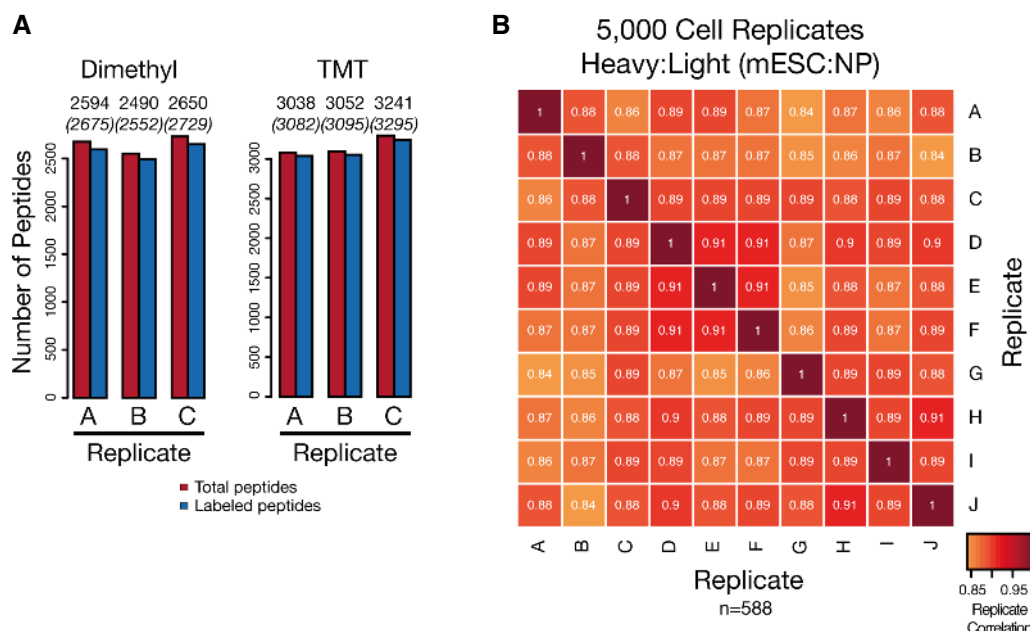 A
Dimethyl
2594 2490 2650
(2675) (2552) (2729)
Number of Peptides
0 500 1000 1500 2000 2500
A B C
Replicate
TMT
3038 3052 3241
(3082) (3095) (3295)
0 500 1000 1500 2000 2500 3000
A B C
Replicate
Total peptides
Labeled peptides
B
5,000 Cell Replicates
Heavy:Light (mESC:NP)
1 0.88 0.86 0.89 0.89 0.87 0.84 0.87 0.86 0.88 A
0.88 1 0.88 0.87 0.87 0.87 0.85 0.86 0.87 0.84 B
0.86 0.88 1 0.89 0.89 0.89 0.89 0.88 0.89 0.88 C
0.89 0.87 0.89 1 0.91 0.91 0.87 0.9 0.89 0.9 D
0.89 0.87 0.89 0.91 1 0.91 0.85 0.88 0.87 0.88 E
0.87 0.87 0.89 0.91 0.91 1 0.86 0.89 0.87 0.89 F
0.84 0.85 0.89 0.87 0.85 0.86 1 0.89 0.89 0.88 G
0.87 0.86 0.88 0.9 0.88 0.89 0.89 1 0.89 0.91 H
0.86 0.87 0.89 0.89 0.87 0.87 0.89 0.89 1 0.89 I
0.88 0.84 0.88 0.9 0.88 0.89 0.88 0.91 0.89 1 J
Replicate
A B C D E F G H I J
Replicate
n=588
0.85 0.95
Replicate
Correlation